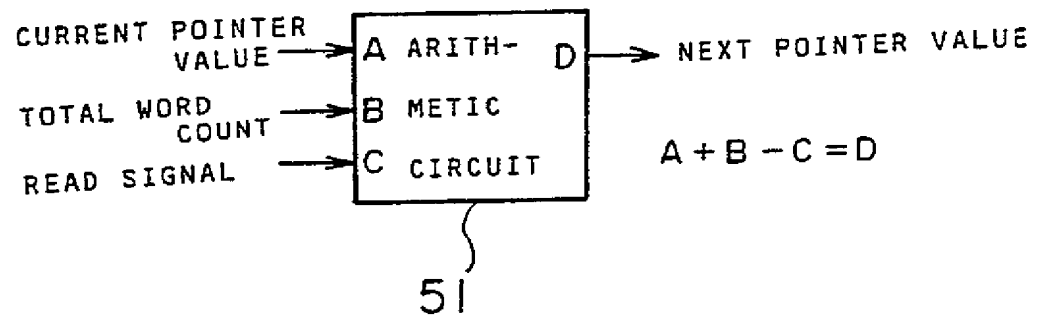 CURRENT POINTER
VALUE
A ARITH-
D
NEXT POINTER VALUE
TOTAL WORD
COUNT
B METIC
A + B - C = D
READ SIGNAL
C CIRCUIT
51